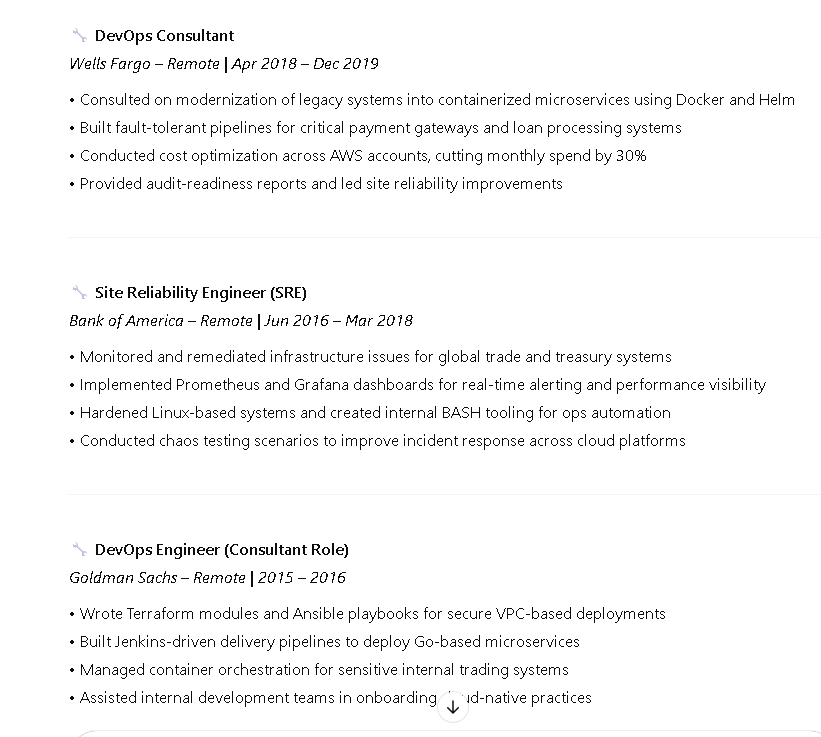 DevOps Consultant
Wells Fargo – Remote | Apr 2018 – Dec 2019
• Consulted on modernization of legacy systems into containerized microservices using Docker and Helm
• Built fault-tolerant pipelines for critical payment gateways and loan processing systems
• Conducted cost optimization across AWS accounts, cutting monthly spend by 30%
• Provided audit-readiness reports and led site reliability improvements
Site Reliability Engineer (SRE)
Bank of America – Remote | Jun 2016 – Mar 2018
• Monitored and remediated infrastructure issues for global trade and treasury systems
• Implemented Prometheus and Grafana dashboards for real-time alerting and performance visibility
• Hardened Linux-based systems and created internal BASH tooling for ops automation
• Conducted chaos testing scenarios to improve incident response across cloud platforms
DevOps Engineer (Consultant Role)
Goldman Sachs – Remote | 2015 – 2016
• Wrote Terraform modules and Ansible playbooks for secure VPC-based deployments
• Built Jenkins-driven delivery pipelines to deploy Go-based microservices
• Managed container orchestration for sensitive internal trading systems
• Assisted internal development teams in onboarding practices